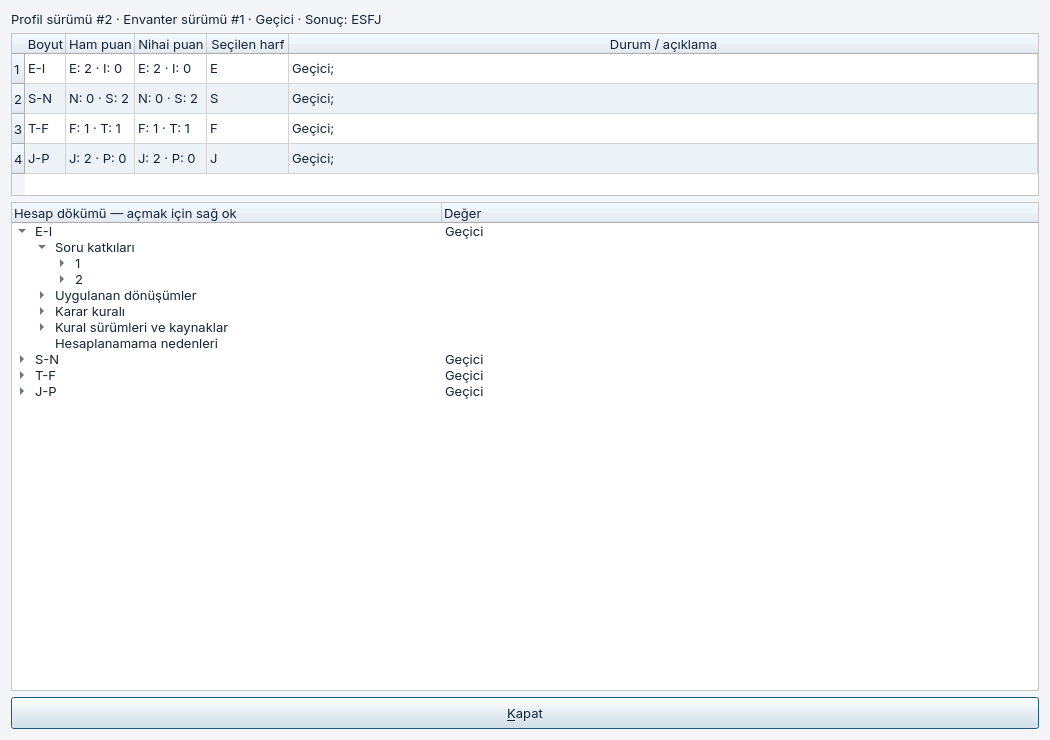 Profil sürümü #2 · Envanter sürümü #1 · Geçici · Sonuç: ESFJ
Boyut Ham puan Nihai puan Seçilen harf Durum / açıklama
1 E-I E: 2 · I: 0 E: 2 · I: 0 E Geçici;
2 S-N N: 0 · S: 2 N: 0 · S: 2 S Geçici;
3 T-F F: 1 · T: 1 F: 1 · T: 1 F Geçici;
4 J-P J: 2 · P: 0 J: 2 · P: 0 J Geçici;
Hesap dökümü — açmak için sağ ok Değer
E-I Geçici
Soru katkıları
1
2
Uygulanan dönüşümler
Karar kuralı
Kural sürümleri ve kaynaklar
Hesaplanamama nedenleri
S-N Geçici
T-F Geçici
J-P Geçici
Kapat